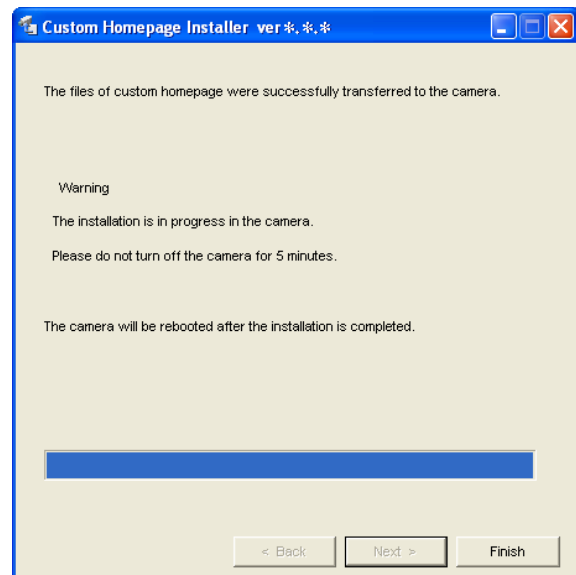 Custom Homepage Installer ver*.*.*
The files of custom homepage were successfully transferred to the camera.
Warning
The installation is in progress in the camera.
Please do not turn off the camera for 5 minutes.
The camera will be rebooted after the installation is completed.
< Back Next > Finish